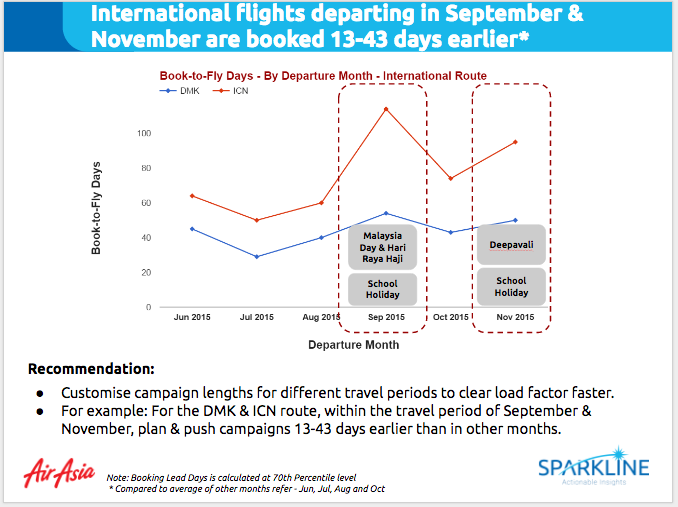 International flights departing in September &
November are booked 13-43 days earlier*
Book-to-Fly Days - By Departure Month - International Route
DMK ICN
Book-to-Fly Days
100
80
60
40
20
0
Malaysia
Day & Hari
Raya Haji
School
Holiday
Deepavali
School
Holiday
Jun 2015 Jul 2015 Aug 2015 Sep 2015 Oct 2015 Nov 2015
Departure Month
Recommendation:
● Customise campaign lengths for different travel periods to clear load factor faster.
● For example: For the DMK & ICN route, within the travel period of September &
November, plan & push campaigns 13-43 days earlier than in other months.
AirAsia
Note: Booking Lead Days is calculated at 70th Percentile level
* Compared to average of other months refer - Jun, Jul, Aug and Oct
SPARKLINE
Actionable Insights